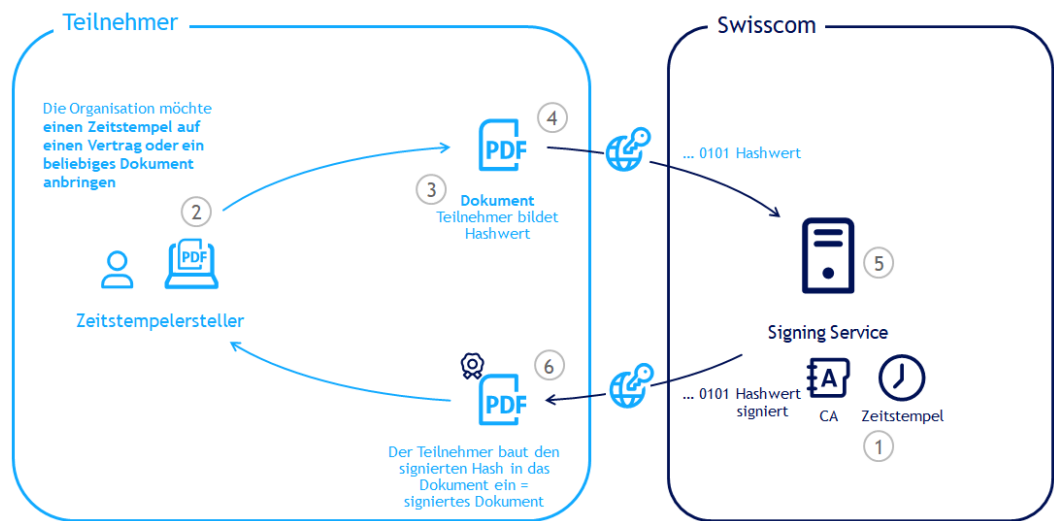 Teilnehmer
Swisscom
Die Organisation möchte
einen Zeitstempel auf
einen Vertrag oder ein
beliebiges Dokument
anbringen
2
PDF
Zeitstempelersteller
PDF
4
3
Dokument
Teilnehmer bildet
Hashwert
... 0101 Hashwert
5
Signing Service
A
CA
Zeitstempel
1
... 0101 Hashwert
signiert
6
PDF
Der Teilnehmer baut den
signierten Hash in das
Dokument ein =
signiertes Dokument